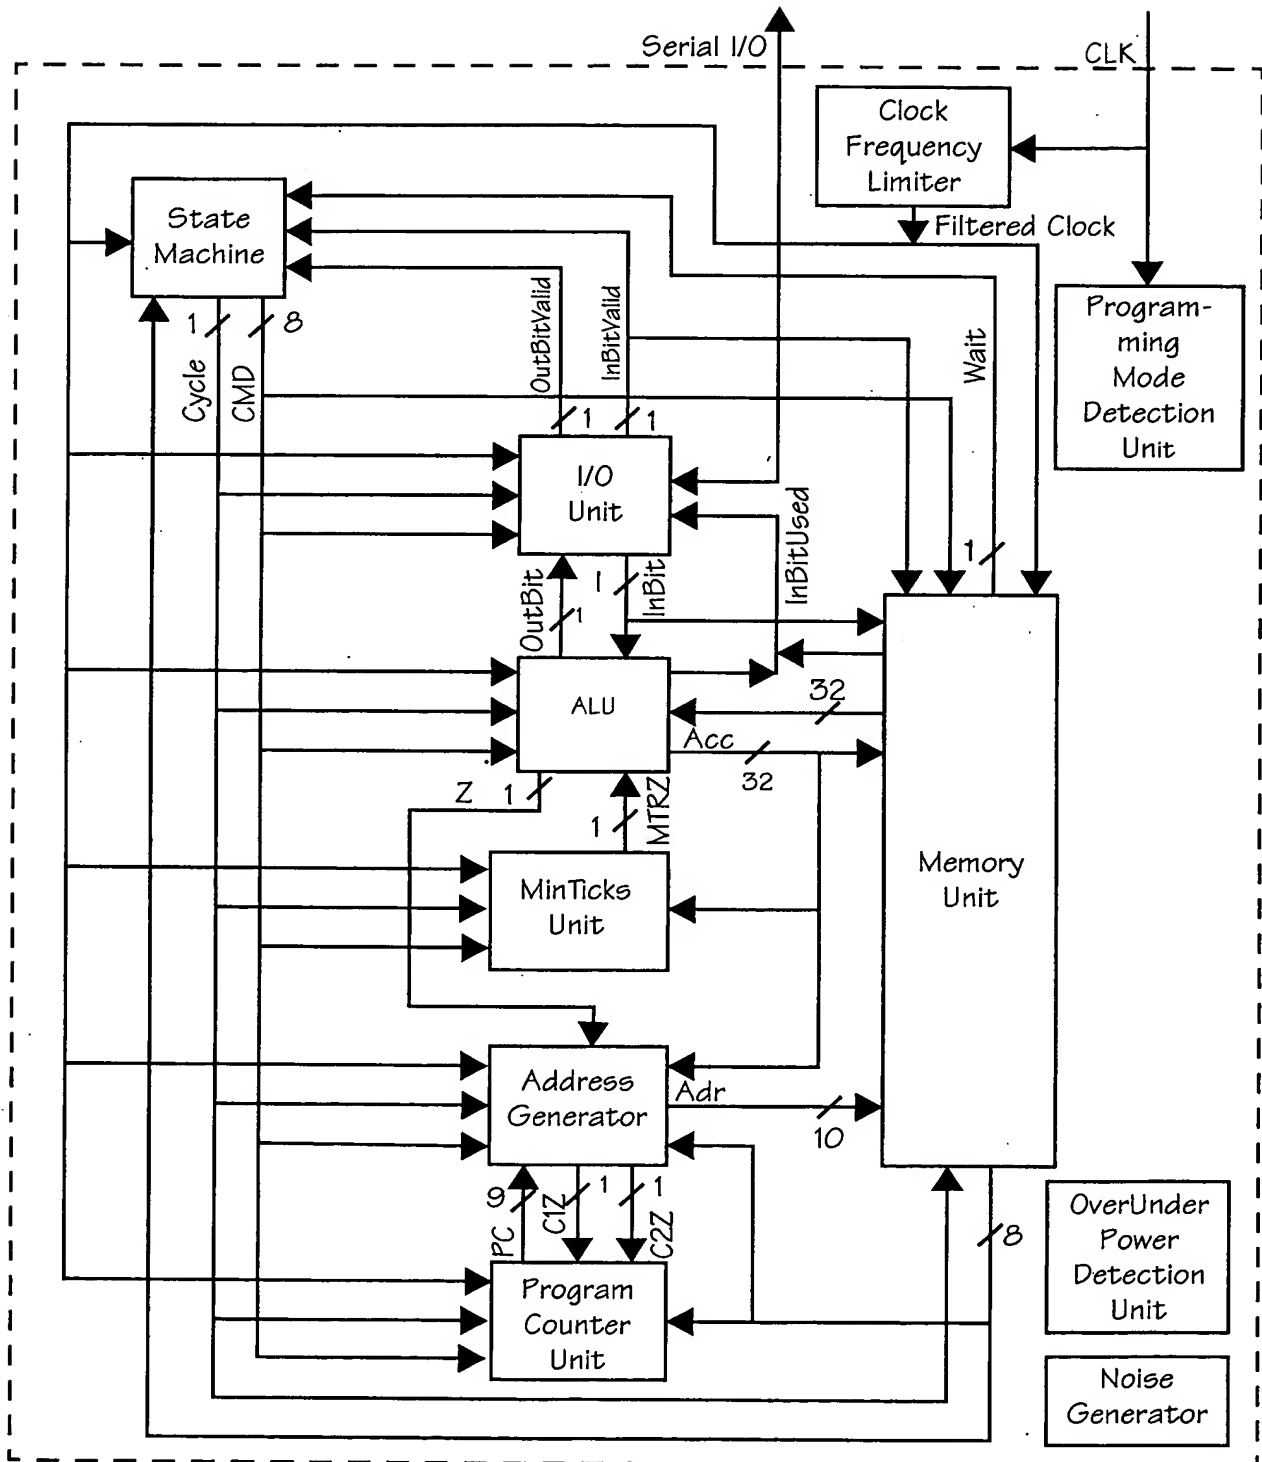 Serial I/O
CLK
Clock
Frequency
Limiter
State
Machine
Filtered Clock
Program-
ming
Mode
Detection
Unit
1
8
Cycle
CMD
OutBitValid
InBitValid
Wait
1
1
I/O
Unit
InBitUsed
1
OutBit
1
I
InBit
ALU
32
Acc
32
Z
1
1
MTRZ
MinTicks
Unit
Memory
Unit
Address
Generator
Adr
10
9
PC
C1Z
1
1
C2Z
8
Program
Counter
Unit
OverUnder
Power
Detection
Unit
Noise
Generator